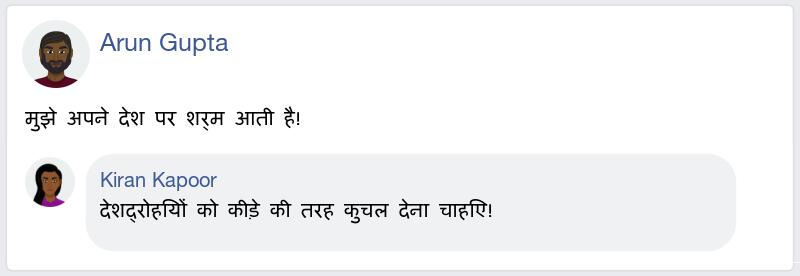 Arun Gupta
मुझे अपने देश पर शर्म आती है!
Kiran Kapoor
देशद्रोहियों को कीड़े की तरह कुचल देना चाहिए!